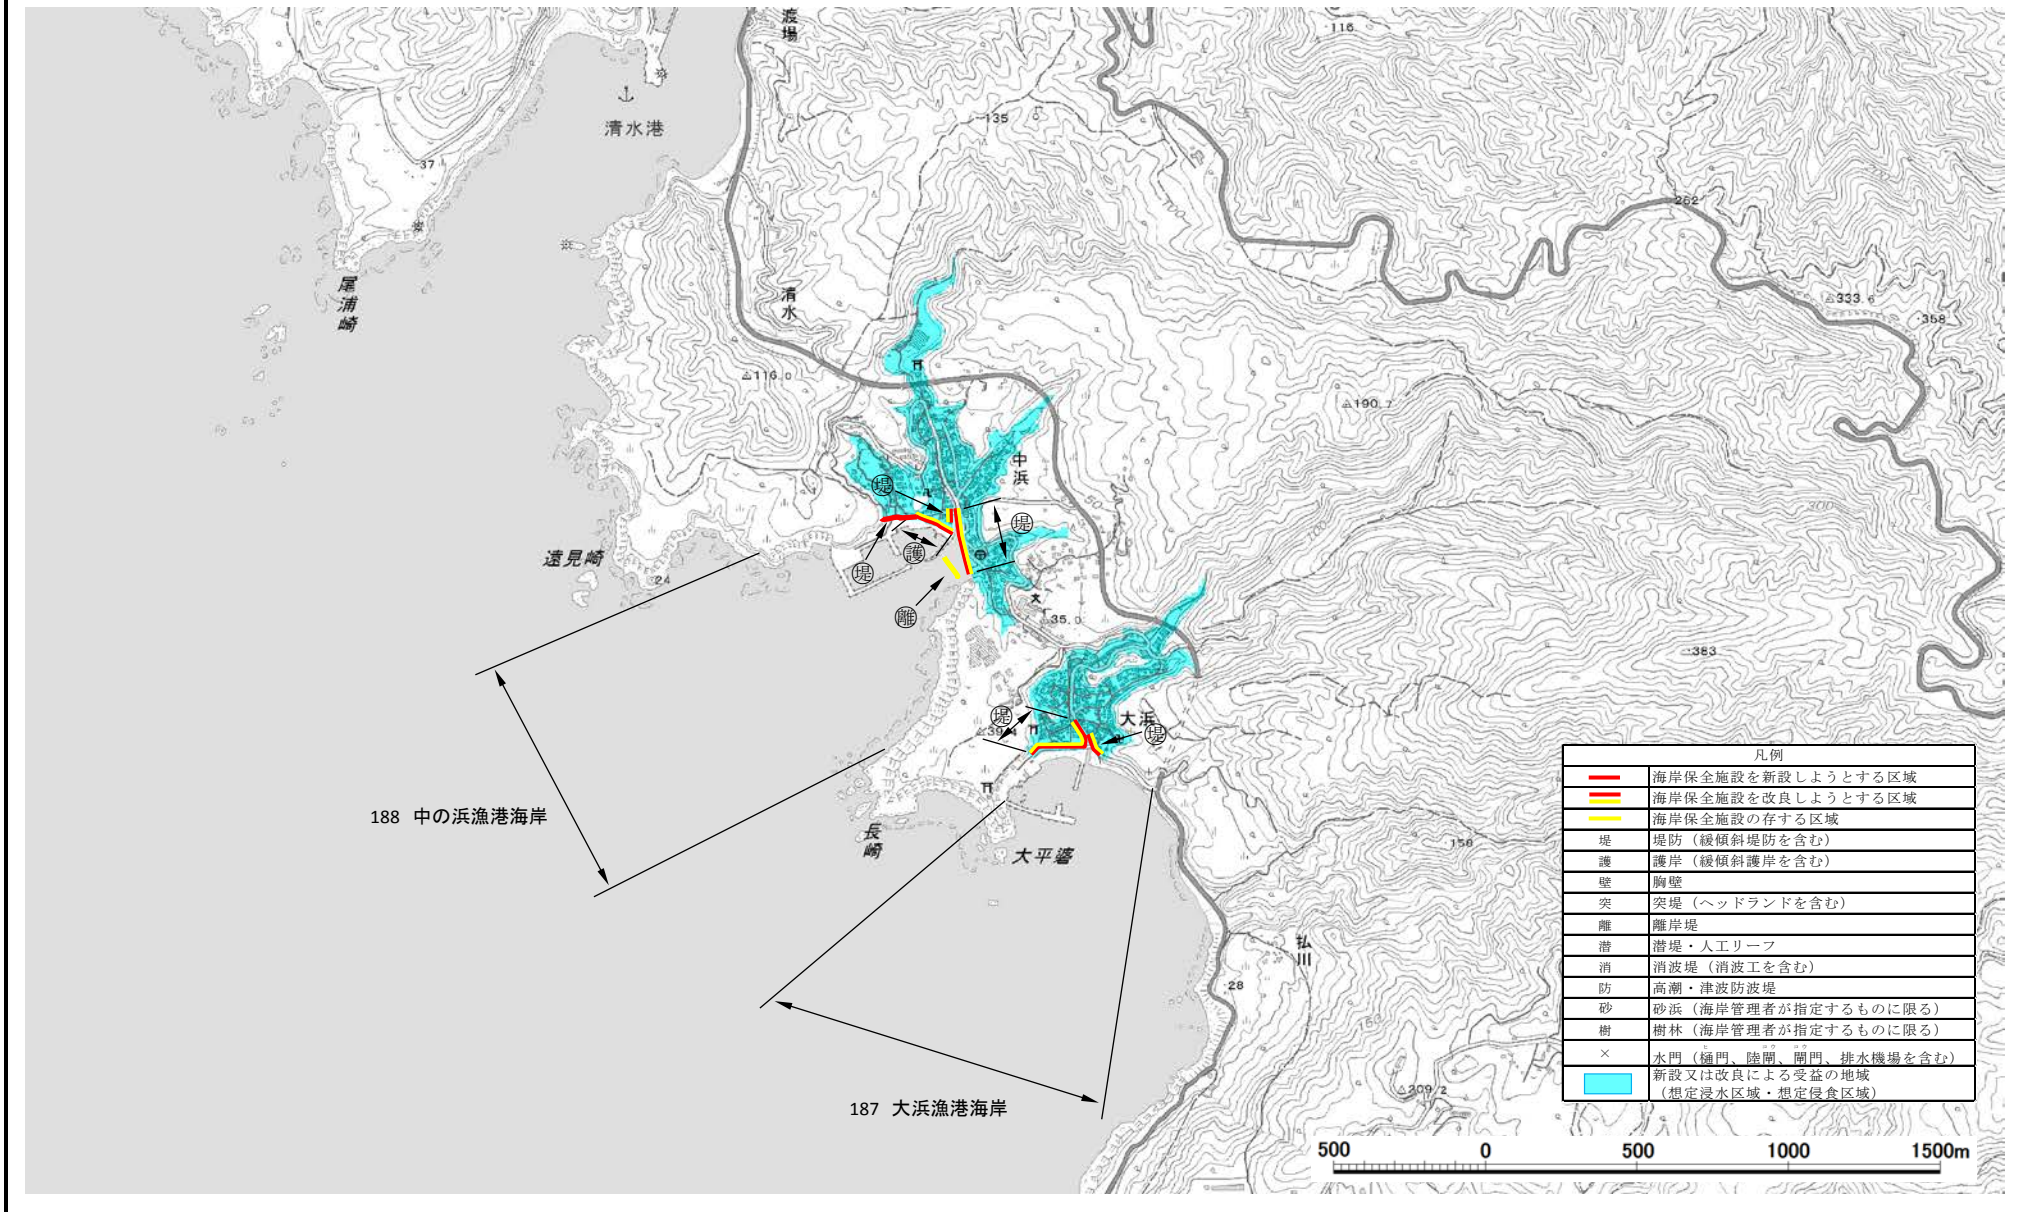 渡場
116
清水港
135
37
262
尾浦崎
清水
100
333.6
358
116.0
190.7
中浜
堤
50
300
100
堤
護
堤
遠見崎
24
離
35.0
383
堤
大浜
39.4
堤
188 中の浜漁港海岸
長崎
大平碆
158
払川
28
150
187 大浜漁港海岸
309.2
凡例
海岸保全施設を新設しようとする区域
海岸保全施設を改良しようとする区域
海岸保全施設の存する区域
堤 堤防（緩傾斜堤防を含む）
護 護岸（緩傾斜護岸を含む）
壁 胸壁
突 突堤（ヘッドランドを含む）
離 離岸堤
潜 潜堤・人工リーフ
消 消波堤（消波工を含む）
防 高潮・津波防波堤
砂 砂浜（海岸管理者が指定するものに限る）
樹 樹林（海岸管理者が指定するものに限る）
× 水門（樋門、陸閘、閘門、排水機場を含む）
新設又は改良による受益の地域
（想定浸水区域・想定侵食区域）
500 0 500 1000 1500m